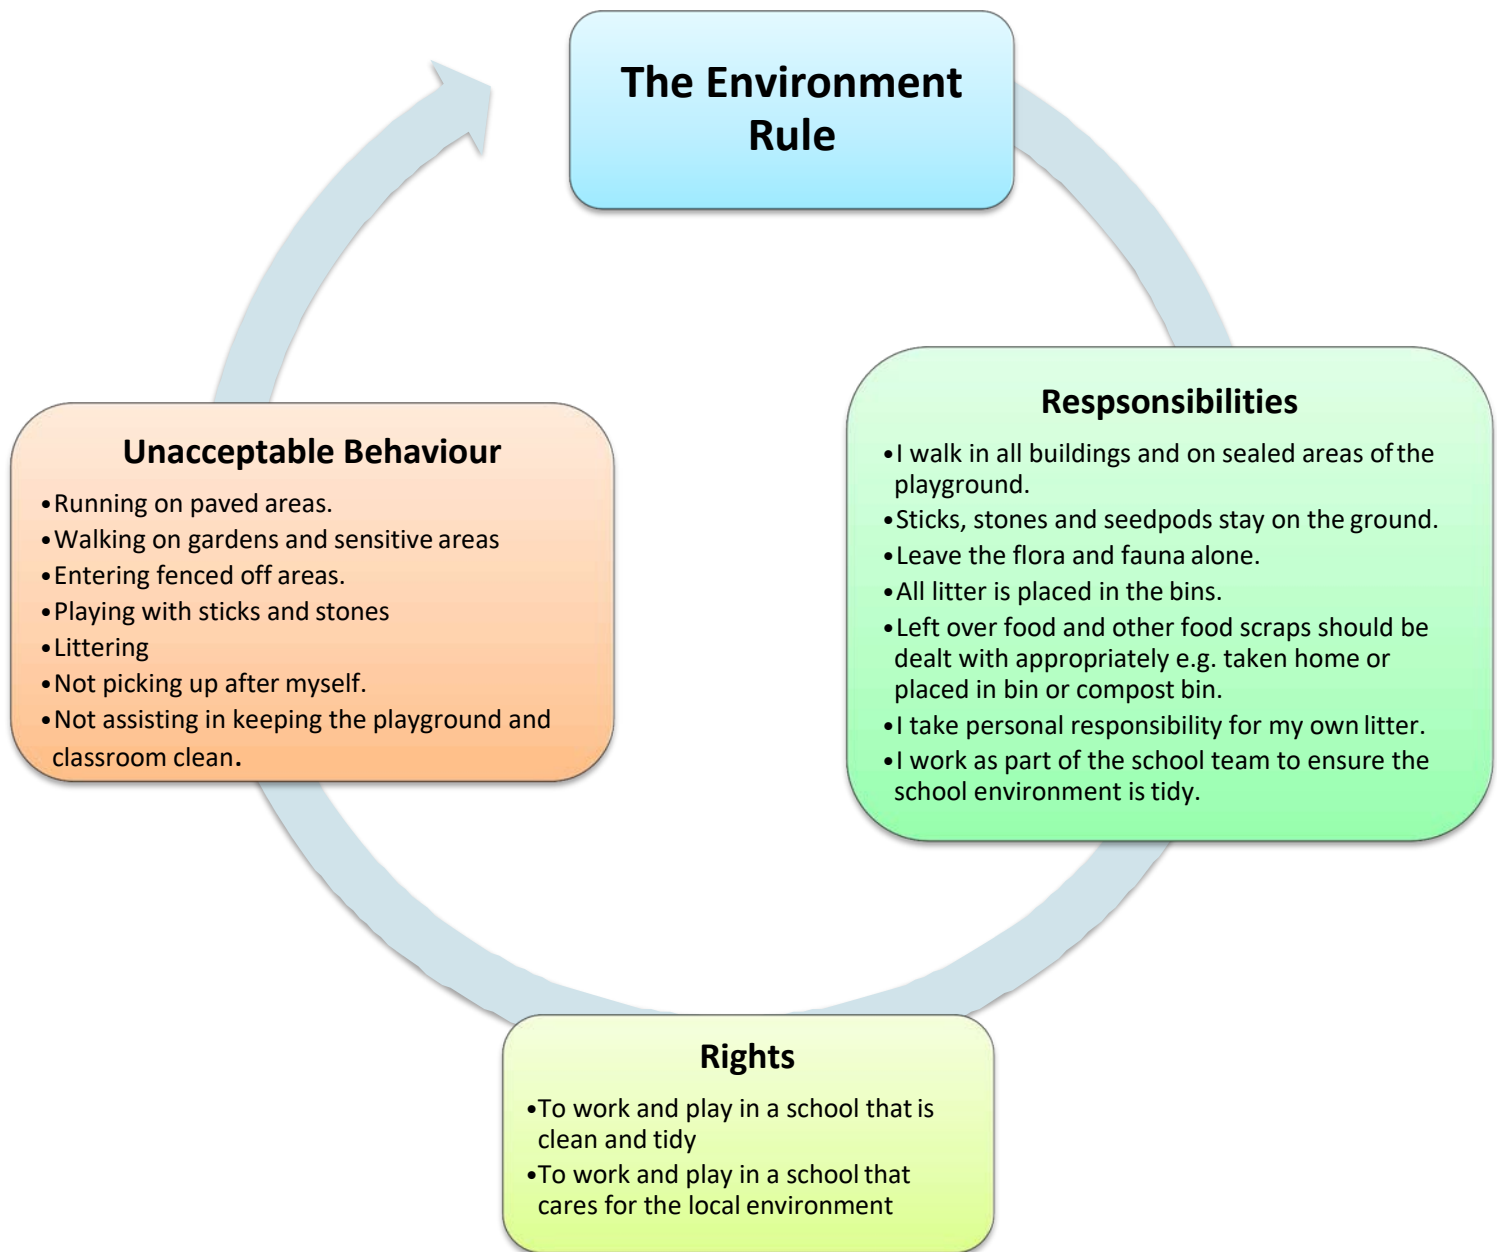 The Environment
Rule
Respsonsibilities
•I walk in all buildings and on sealed areas of the
playground.
•Sticks, stones and seedpods stay on the ground.
•Leave the flora and fauna alone.
•All litter is placed in the bins.
•Left over food and other food scraps should be
dealt with appropriately e.g. taken home or
placed in bin or compost bin.
•I take personal responsibility for my own litter.
•I work as part of the school team to ensure the
school environment is tidy.
Rights
•To work and play in a school that is
clean and tidy
•To work and play in a school that
cares for the local environment
Unacceptable Behaviour
•Running on paved areas.
•Walking on gardens and sensitive areas
•Entering fenced off areas.
•Playing with sticks and stones
•Littering
•Not picking up after myself.
•Not assisting in keeping the playground and
classroom clean.